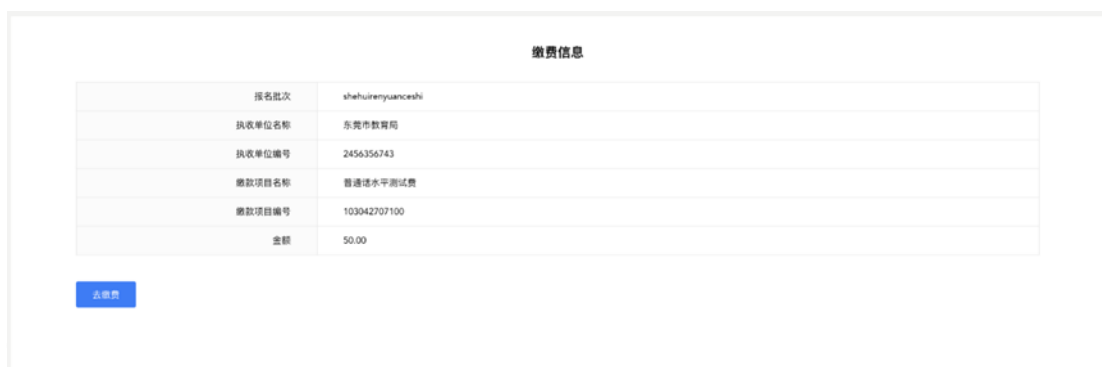 缴费信息
报名批次 shehuirenyuanceshi
执收单位名称 东莞市教育局
执收单位编号 2456356743
缴款项目名称 普通话水平测试费
缴款项目编号 103042707100
金额 50.00
去缴费